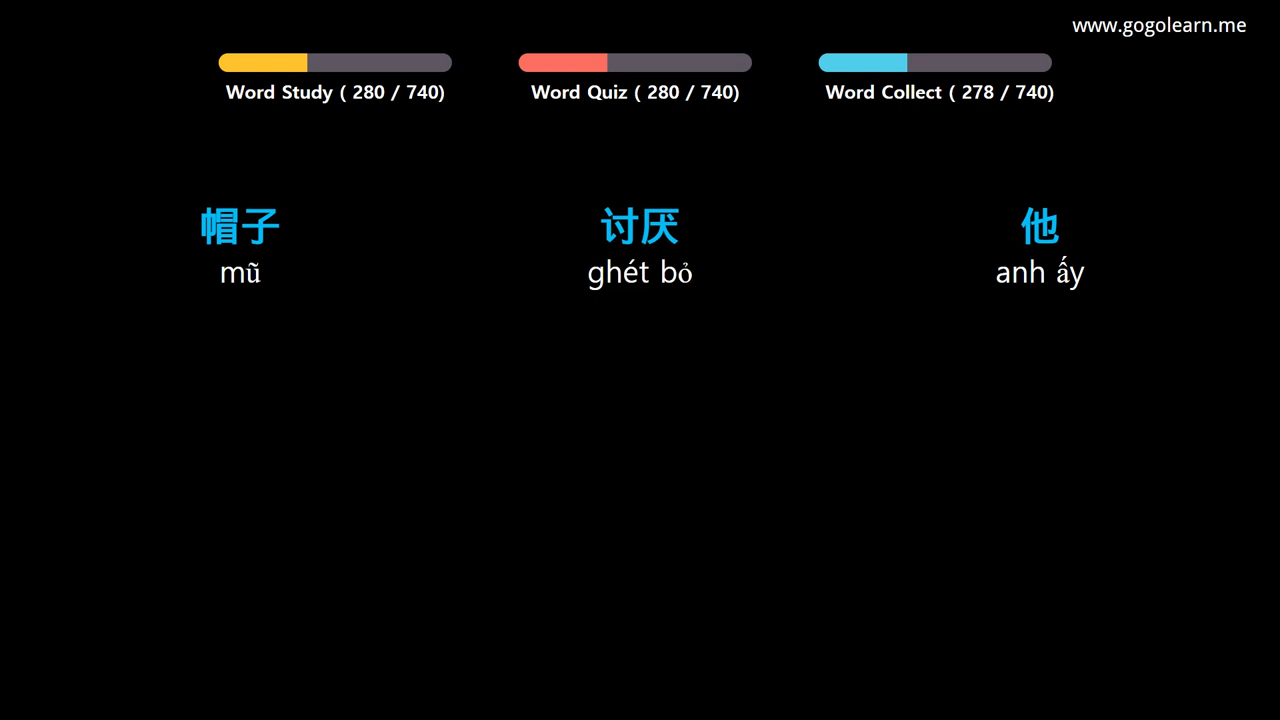 www.gogolearn.me
Word Study ( 280 / 740)
Word Quiz ( 280 / 740)
Word Collect ( 278 / 740)
帽子
讨厌
他
mũ
ghét bỏ
anh ấy